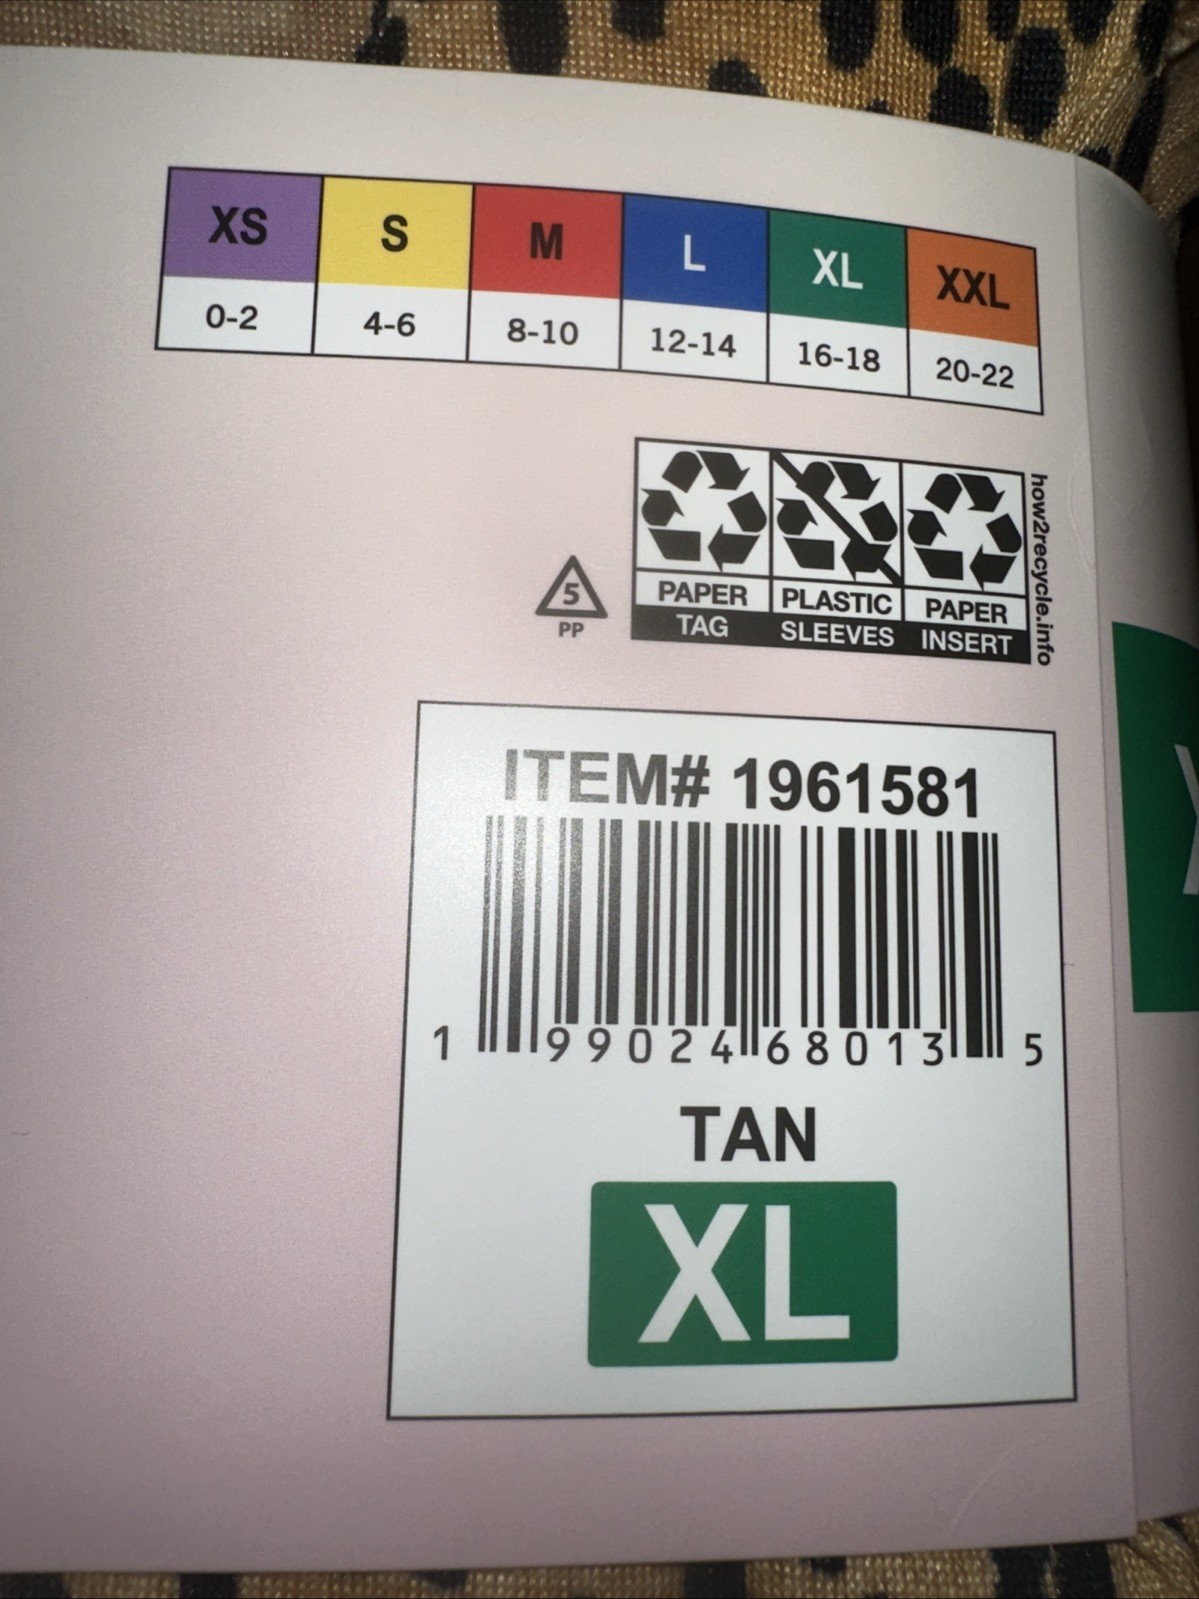 XS S M L XL XXL
0-2 4-6 8-10 12-14 16-18 20-22
5
PP
PAPER PLASTIC PAPER
TAG SLEEVES INSERT
how2recycle.info
ITEM# 1961581
1 99024 68013 5
TAN
XL